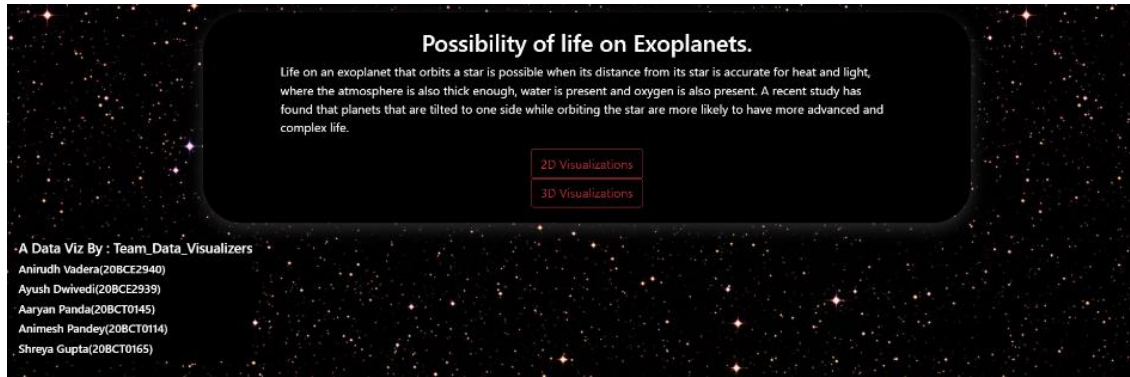 Possibility of life on Exoplanets.
Life on an exoplanet that orbits a star is possible when its distance from its star is accurate for heat and light,
where the atmosphere is also thick enough, water is present and oxygen is also present. A recent study has
found that planets that are tilted to one side while orbiting the star are more likely to have more advanced and
complex life.
2D Visualizations
3D Visualizations
A Data Viz By : Team_Data_Visualizers
Anirudh Vadera(20BCE2940)
Ayush Dwivedi(20BCE2939)
Aaryan Panda(20BCT0145)
Animesh Pandey(20BCT0114)
Shreya Gupta(20BCT0165)